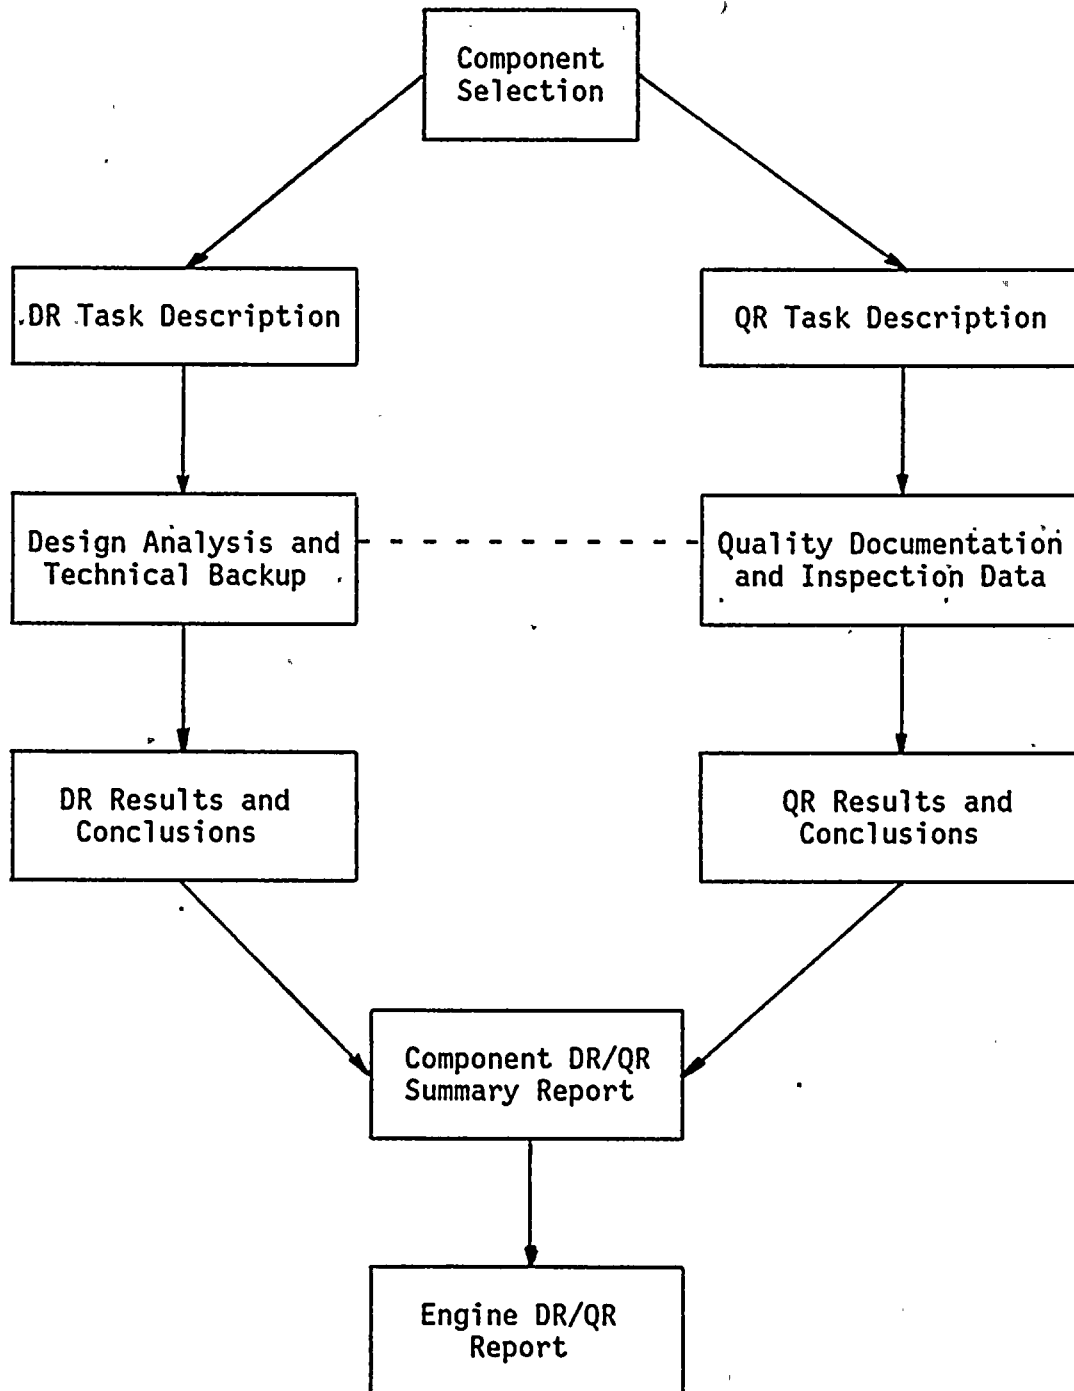 Component
Selection
DR Task Description
QR Task Description
Design Analysis and
Technical Backup
Quality Documentation
and Inspection Data
DR Results and
Conclusions
QR Results and
Conclusions
Component DR/QR
Summary Report
Engine DR/QR
Report